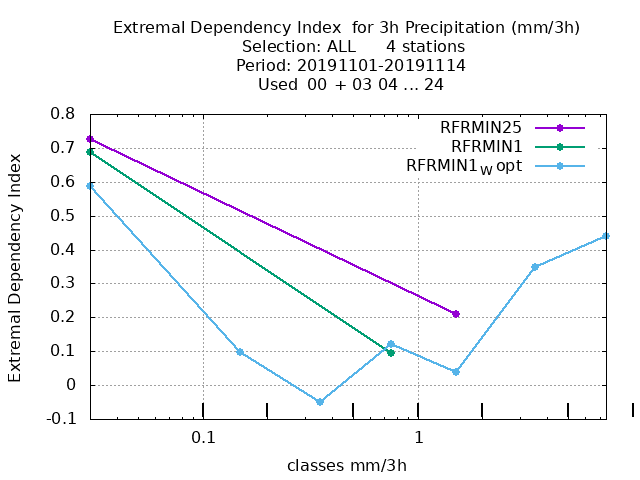 Extremal Dependency Index  for 3h Precipitation (mm/3h)
Selection: ALL      4 stations
Period: 20191101-20191114
Used  00  + 03 04 ... 24
0.8
0.7
0.6
0.5
0.4
0.3
0.2
0.1
0
-0.1
Extremal Dependency Index
RFRMIN25
RFRMIN1
RFRMIN1W opt
0.1 1
classes mm/3h